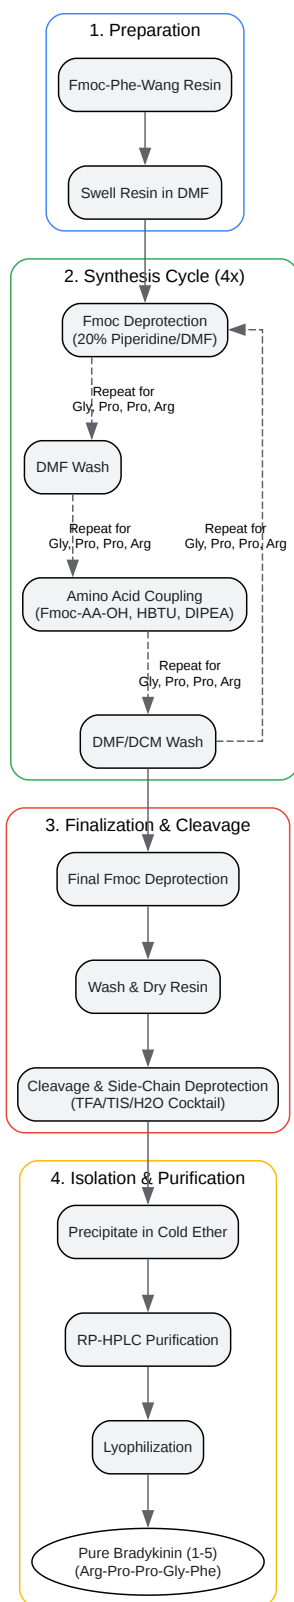 1. Preparation
Fmoc-Phe-Wang Resin
Swell Resin in DMF
2. Synthesis Cycle (4x)
Fmoc Deprotection
(20% Piperidine/DMF)
Repeat for
Gly, Pro, Pro, Arg
DMF Wash
Repeat for
Gly, Pro, Pro, Arg
Repeat for
Gly, Pro, Pro, Arg
Amino Acid Coupling
(Fmoc-AA-OH, HBTU, DIPEA)
Repeat for
Gly, Pro, Pro, Arg
DMF/DCM Wash
3. Finalization & Cleavage
Final Fmoc Deprotection
Wash & Dry Resin
Cleavage & Side-Chain Deprotection
(TFA/TIS/H2O Cocktail)
4. Isolation & Purification
Precipitate in Cold Ether
RP-HPLC Purification
Lyophilization
Pure Bradykinin (1-5)
(Arg-Pro-Pro-Gly-Phe)